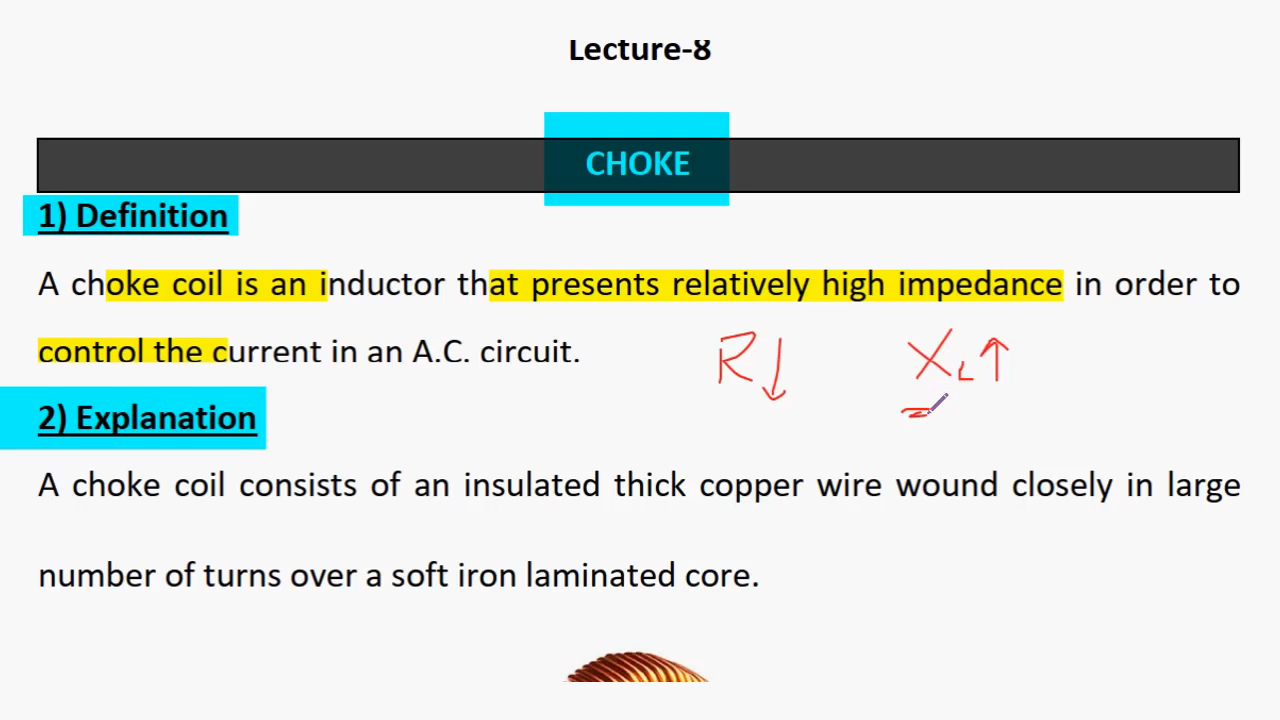 Lecture-8
CHOKE
1) Definition
A choke coil is an inductor that presents relatively high impedance in order to
control the current in an A.C. circuit.
R↓ X_L↑
2) Explanation
A choke coil consists of an insulated thick copper wire wound closely in large
number of turns over a soft iron laminated core.